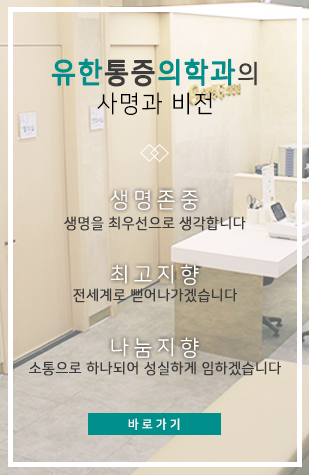 유한통증의학과의
사명과 비전
생명존중
생명을 최우선으로 생각합니다
최고지향
전세계로 뻗어나가겠습니다
나눔지향
소통으로 하나되어 성실하게 임하겠습니다
바로가기